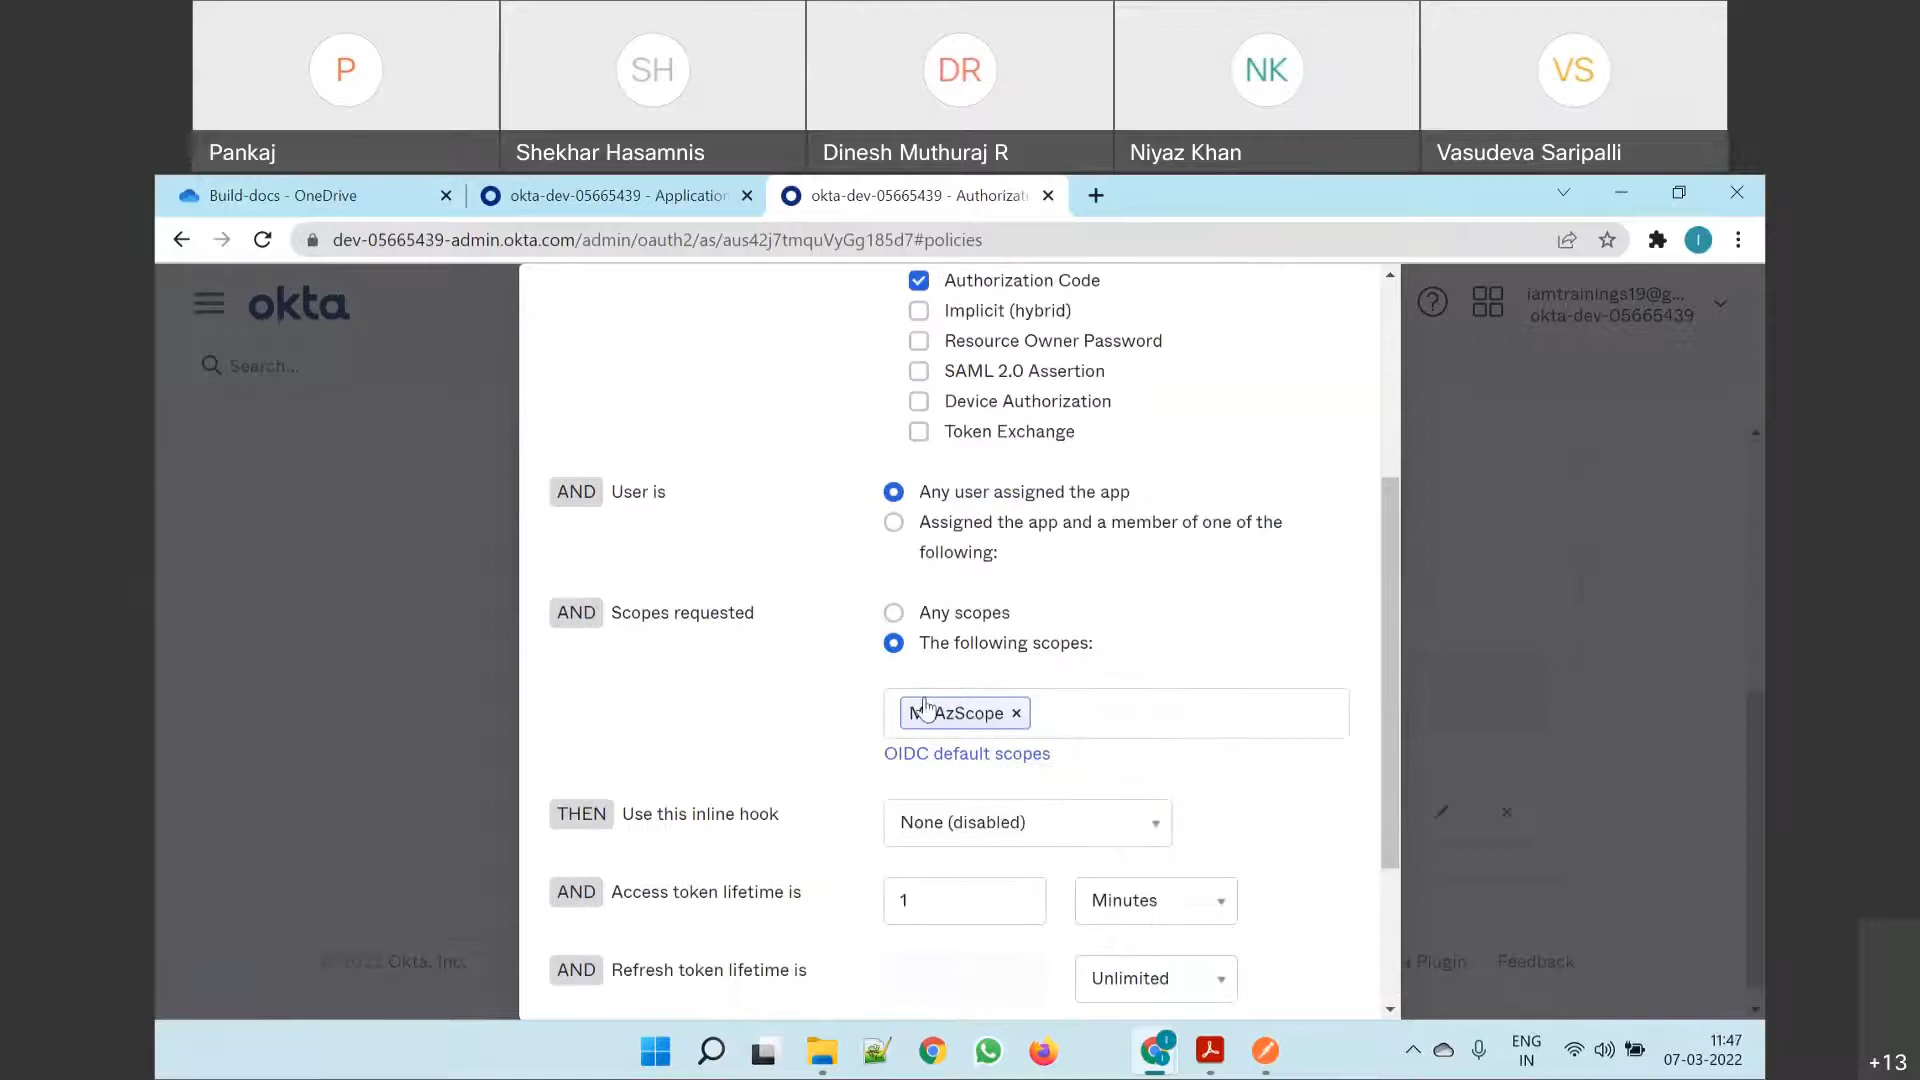 P
SH
DR
NK
VS
Pankaj
Shekhar Hasamnis
Dinesh Muthuraj R
Niyaz Khan
Vasudeva Saripalli
Build-docs - OneDrive
okta-dev-05665439 - Application
okta-dev-05665439 - Authorizat
dev-05665439-admin.okta.com/admin/oauth2/as/aus42j7tmquVyGg185d7#policies
I
okta
Search...
iamtrainings19@g...
okta-dev-05665439
Authorization Code
Implicit (hybrid)
Resource Owner Password
SAML 2.0 Assertion
Device Authorization
Token Exchange
AND User is
Any user assigned the app
Assigned the app and a member of one of the
following:
AND Scopes requested
Any scopes
The following scopes:
AzScope ×
OIDC default scopes
THEN Use this inline hook
None (disabled)
AND Access token lifetime is
1
Minutes
AND Refresh token lifetime is
Unlimited
© 2022 Okta, Inc.
Plugin
Feedback
ENG
IN
11:47
07-03-2022
+13